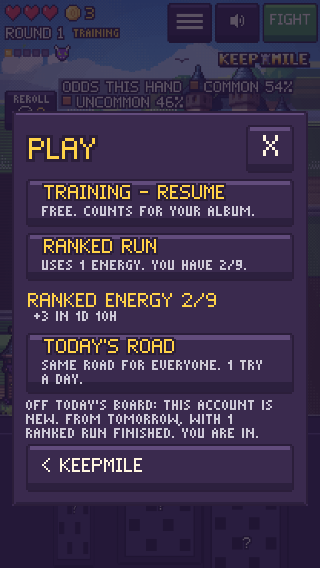 3
ROUND 1 TRAINING
FIGHT
KEEP MILE
REROLL
ODDS THIS HAND COMMON 54%
UNCOMMON 46%
PLAY
X
TRAINING - RESUME
FREE. COUNTS FOR YOUR ALBUM.
RANKED RUN
USES 1 ENERGY. YOU HAVE 2/9.
RANKED ENERGY 2/9
+3 IN 1D 10H
TODAY'S ROAD
SAME ROAD FOR EVERYONE. 1 TRY
A DAY.
OFF TODAY'S BOARD: THIS ACCOUNT IS
NEW. FROM TOMORROW, WITH 1
RANKED RUN FINISHED. YOU ARE IN.
< KEEPMILE
?
?